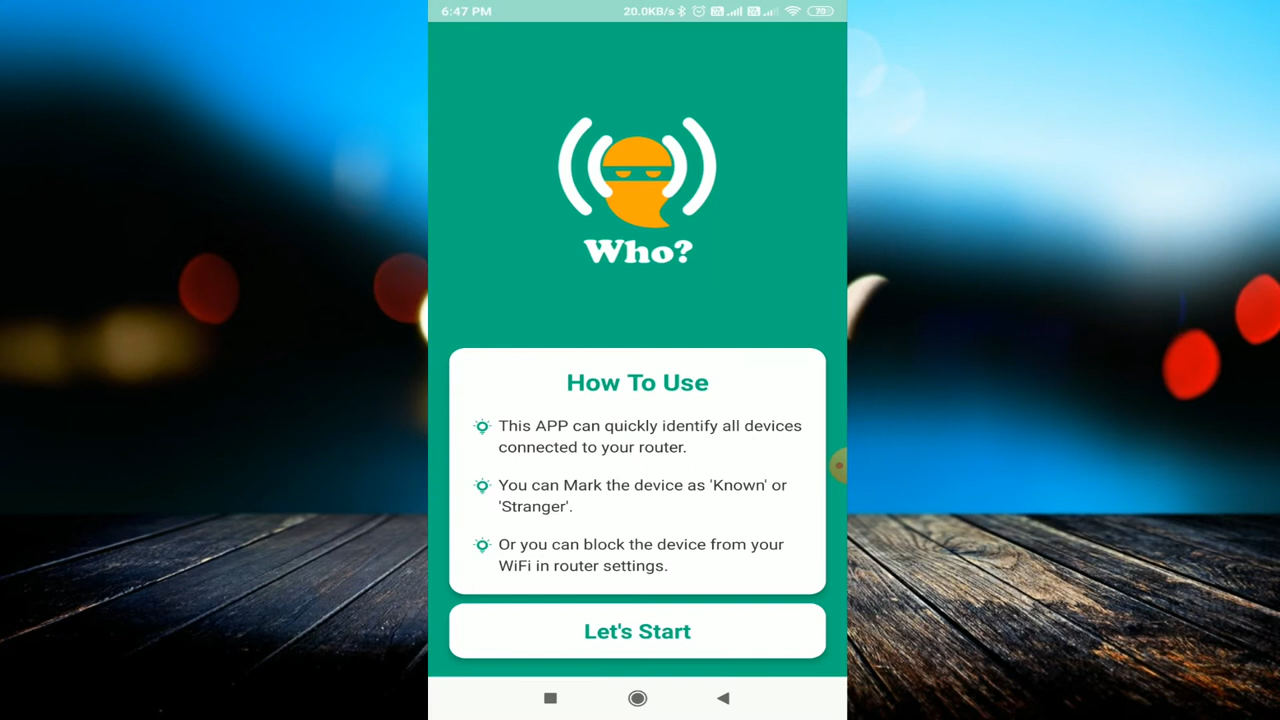 6:47 PM 20.0KB/s 70
Who?
How To Use
This APP can quickly identify all devices
connected to your router.
You can Mark the device as 'Known' or
'Stranger'.
Or you can block the device from your
WiFi in router settings.
Let's Start